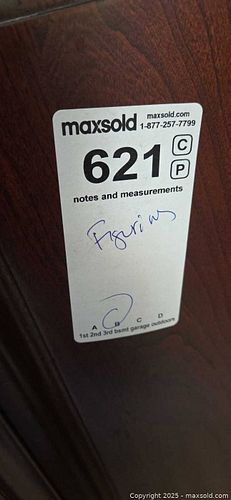 maxsold maxsold.com
1-877-257-7799
621 C
P
notes and measurements
Figurines
A B C D
1st 2nd 3rd bsmt garage outdoors
Copyright © 2025 - maxsold.com